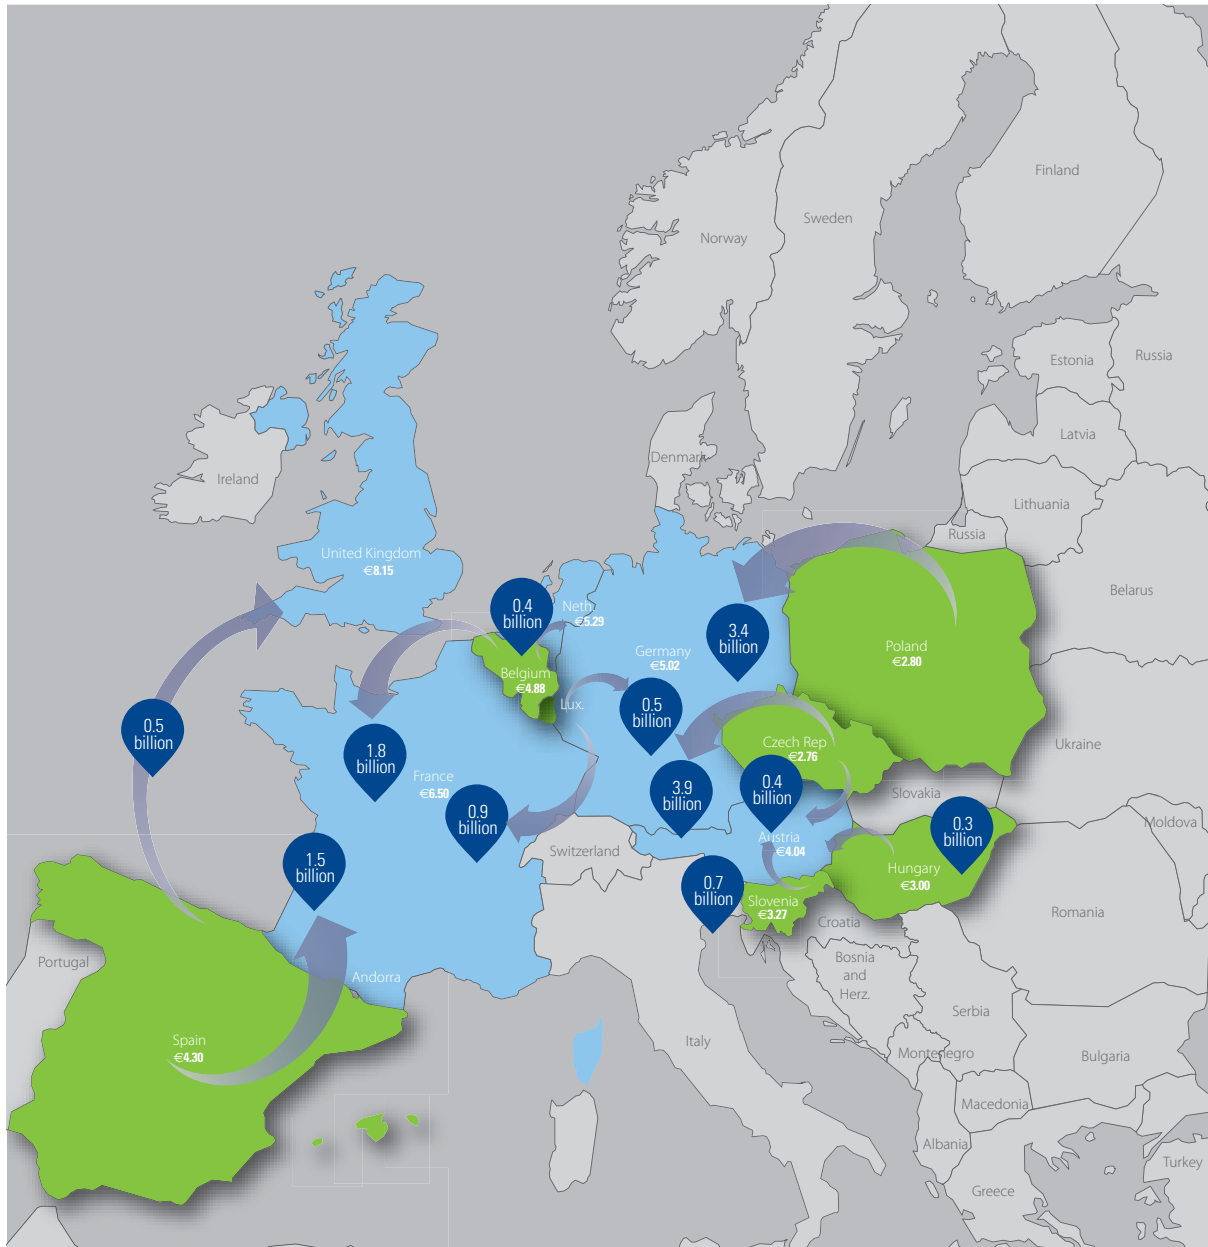 Finland
Sweden
Norway
Estonia
Russia
Latvia
Denmark
Ireland
Lithuania
Russia
United Kingdom
€8.15
Belarus
0.4
billion
Neth.
€5.29
3.4
billion
Germany
€5.02
Poland
€2.80
Belgium
€4.88
Lux.
0.5
billion
0.5
billion
1.8
billion
Czech Rep
€2.76
Ukraine
France
€6.50
3.9
billion
0.4
billion
Slovakia
0.9
billion
Moldova
0.3
billion
Austria
€4.04
Switzerland
1.5
billion
Hungary
€3.00
0.7
billion
Slovenia
€3.27
Croatia
Romania
Portugal
Andorra
Bosnia
and
Herz.
Serbia
Spain
€4.30
Italy
Montenegro
Bulgaria
Macedonia
Albania
Turkey
Greece